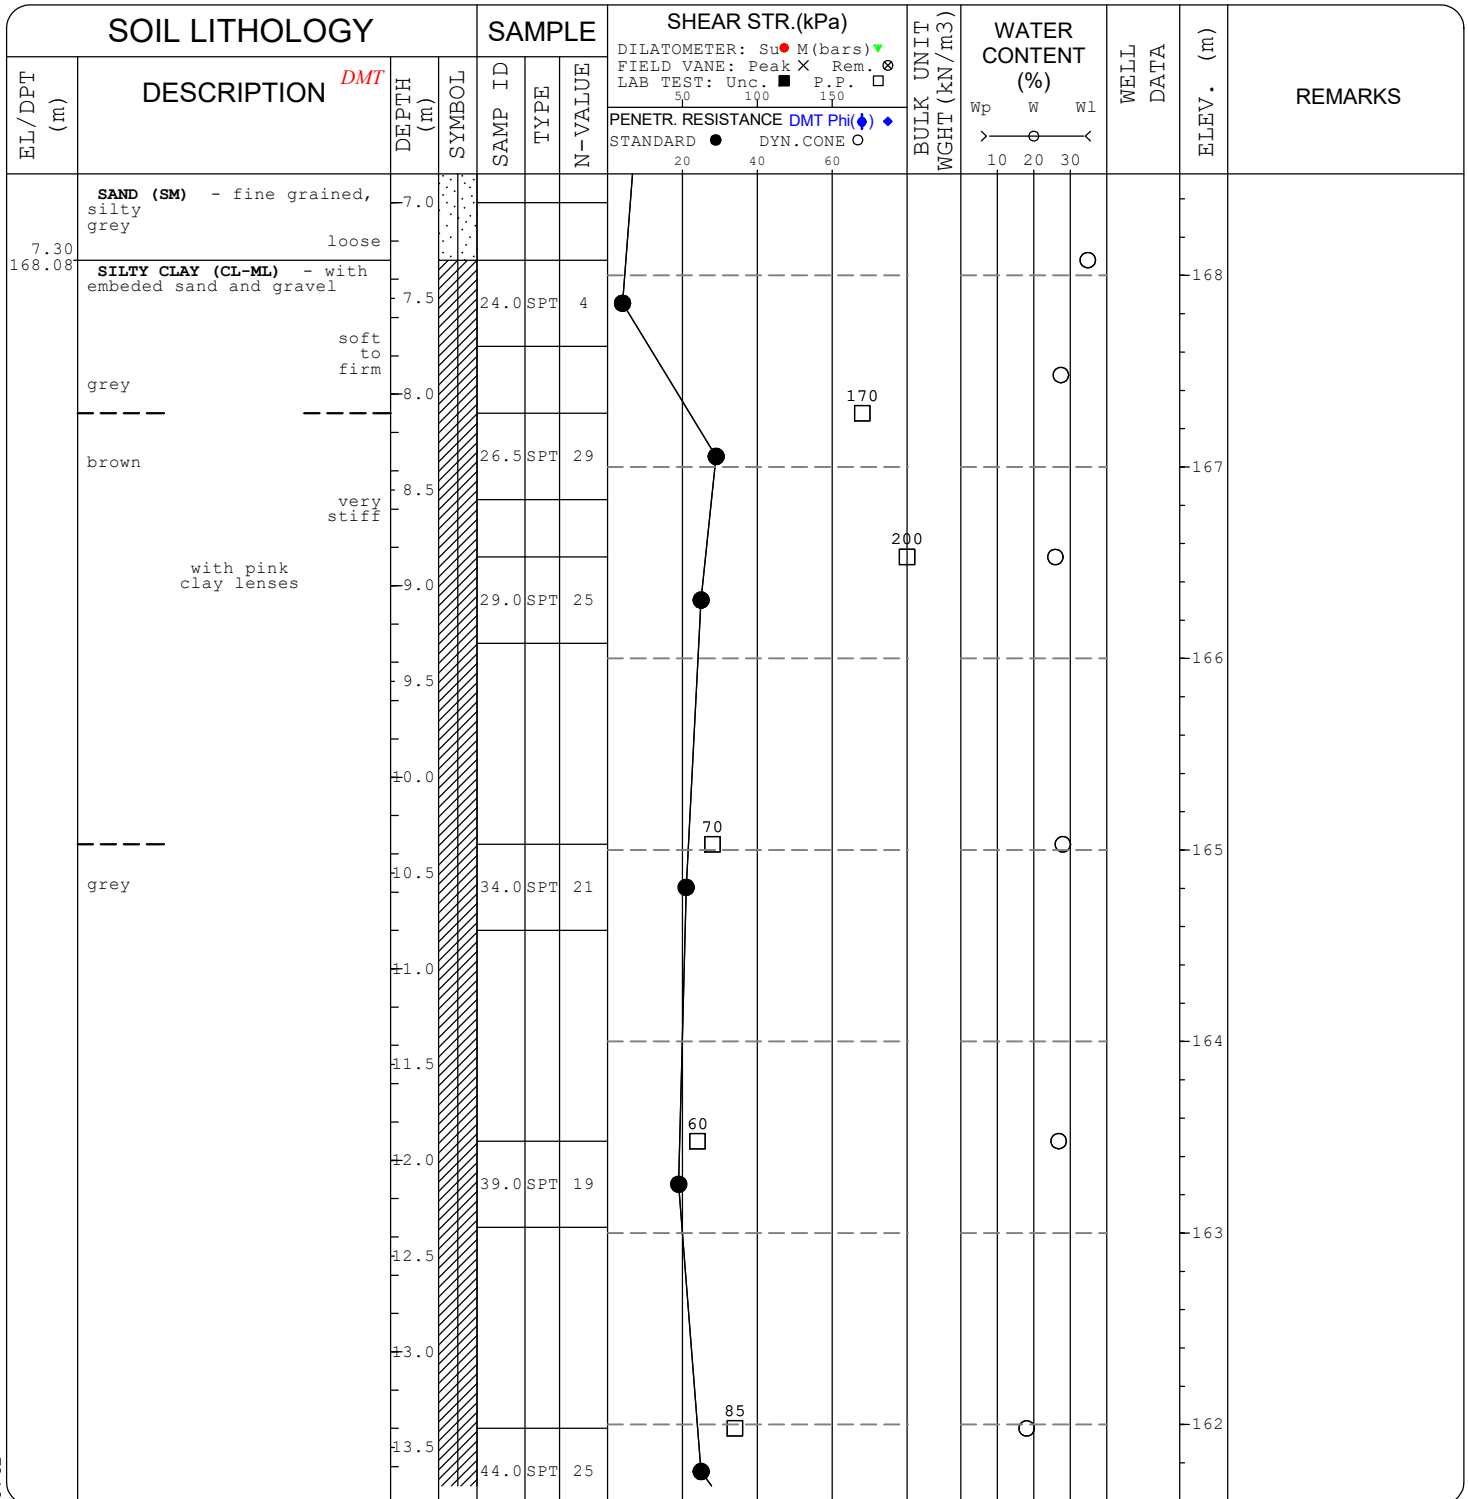 SOIL LITHOLOGY
SAMPLE
SHEAR STR.(kPa)
DILATOMETER: Su M(bars)
FIELD VANE: Peak Rem.
LAB TEST: Unc. P.P.
50 100 150
PENETR. RESISTANCE DMT Phi(ϕ)
STANDARD DYN.CONE
20 40 60
BULK UNIT
WGHT(kN/m3)
WATER
CONTENT
(%)
Wp W Wl
10 20 30
WELL
DATA
ELEV. (m)
REMARKS
EL/DPT
(m)
DESCRIPTION DMT
DEPTH
(m)
SYMBOL
SAMP ID
TYPE
N-VALUE
SAND (SM) - fine grained,
silty
grey
loose
7.30
168.08
SILTY CLAY (CL-ML) - with
embeded sand and gravel
soft
to
firm
grey
brown
very
stiff
with pink
clay lenses
grey
7.0
7.5
8.0
8.5
9.0
9.5
10.0
10.5
11.0
11.5
12.0
12.5
13.0
13.5
24.0 SPT 4
26.5 SPT 29
29.0 SPT 25
34.0 SPT 21
39.0 SPT 19
44.0 SPT 25
170
200
70
60
85
168
167
166
165
164
163
162